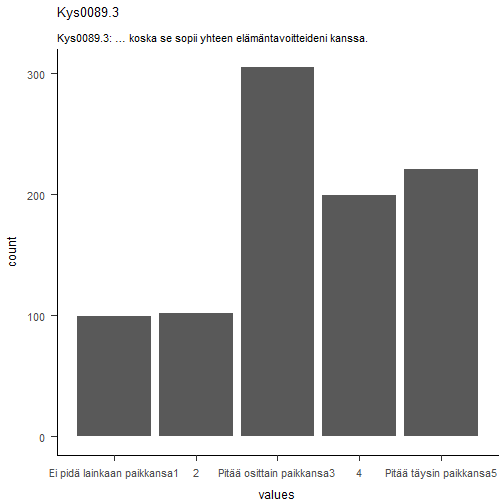 Kys0089.3
Kys0089.3: … koska se sopii yhteen elämäntavoitteideni kanssa.
300
200
100
0
count
Ei pidä lainkaan paikkansa1 2 Pitää osittain paikkansa3 4 Pitää täysin paikkansa5
values